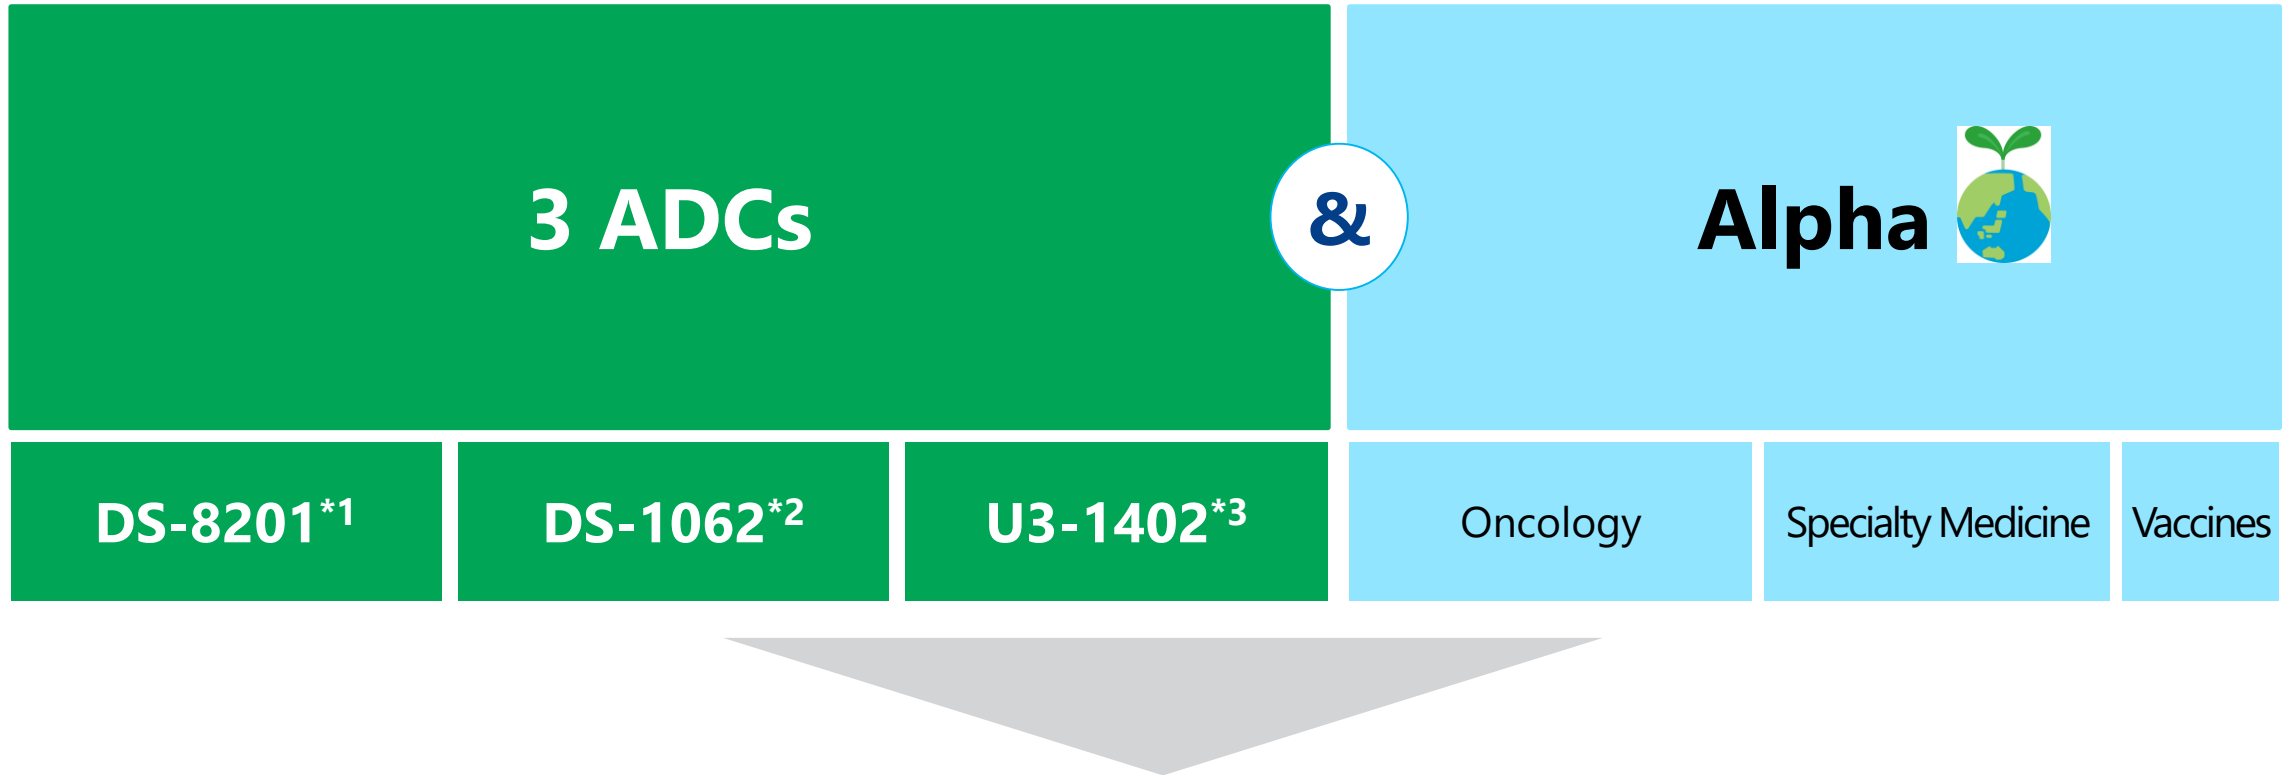 3 ADCs
&
Alpha
DS-8201*1
DS-1062*2
U3-1402*3
Oncology
Specialty Medicine
Vaccines